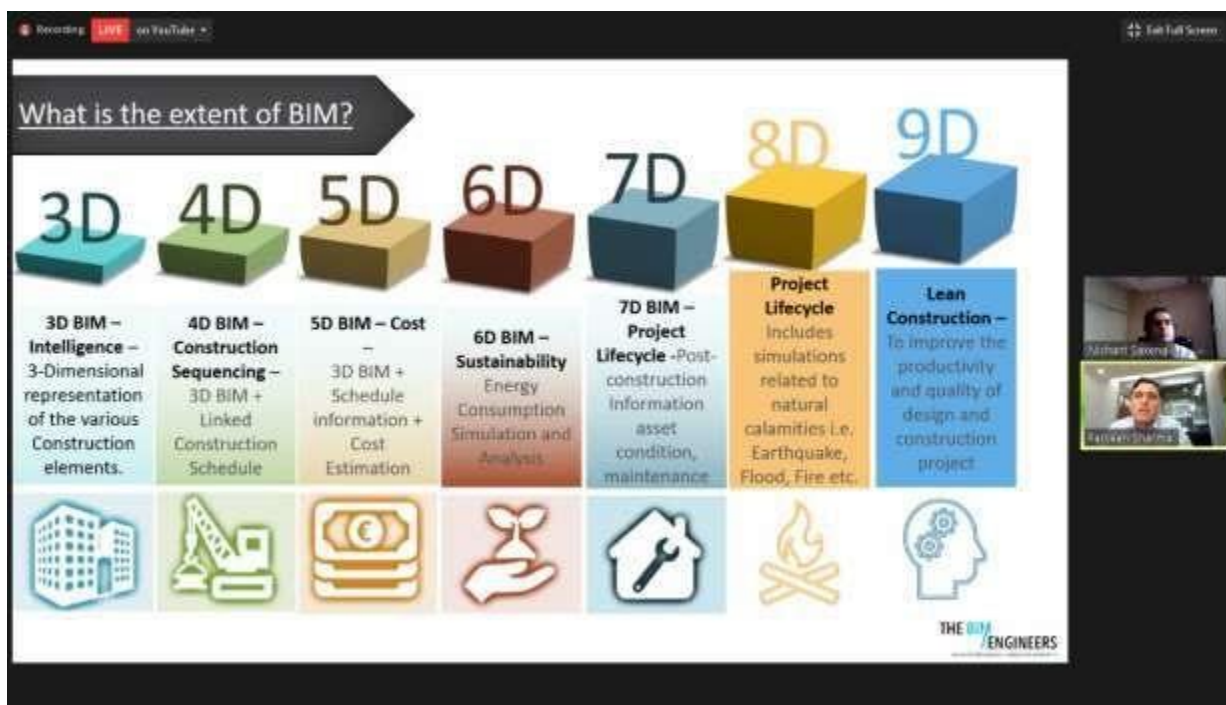 Recording
LIVE
on YouTube
Exit Full Screen
What is the extent of BIM?
3D
4D
5D
6D
7D
8D
9D
3D BIM –
Intelligence –
3-Dimensional
representation
of the various
Construction
elements.
4D BIM –
Construction
Sequencing –
3D BIM +
Linked
Construction
Schedule
5D BIM – Cost
–
3D BIM +
Schedule
information +
Cost
Estimation
6D BIM –
Sustainability
Energy
Consumption
Simulation and
Analysis
7D BIM –
Project
Lifecycle -Post-
construction
Information
asset
condition,
maintenance
Project
Lifecycle
Includes
simulations
related to
natural
calamities i.e.
Earthquake,
Flood, Fire etc.
Lean
Construction –
To improve the
productivity
and quality of
design and
construction
project
€
Nishant Saxena
Sharma
THE BIM
ENGINEERS